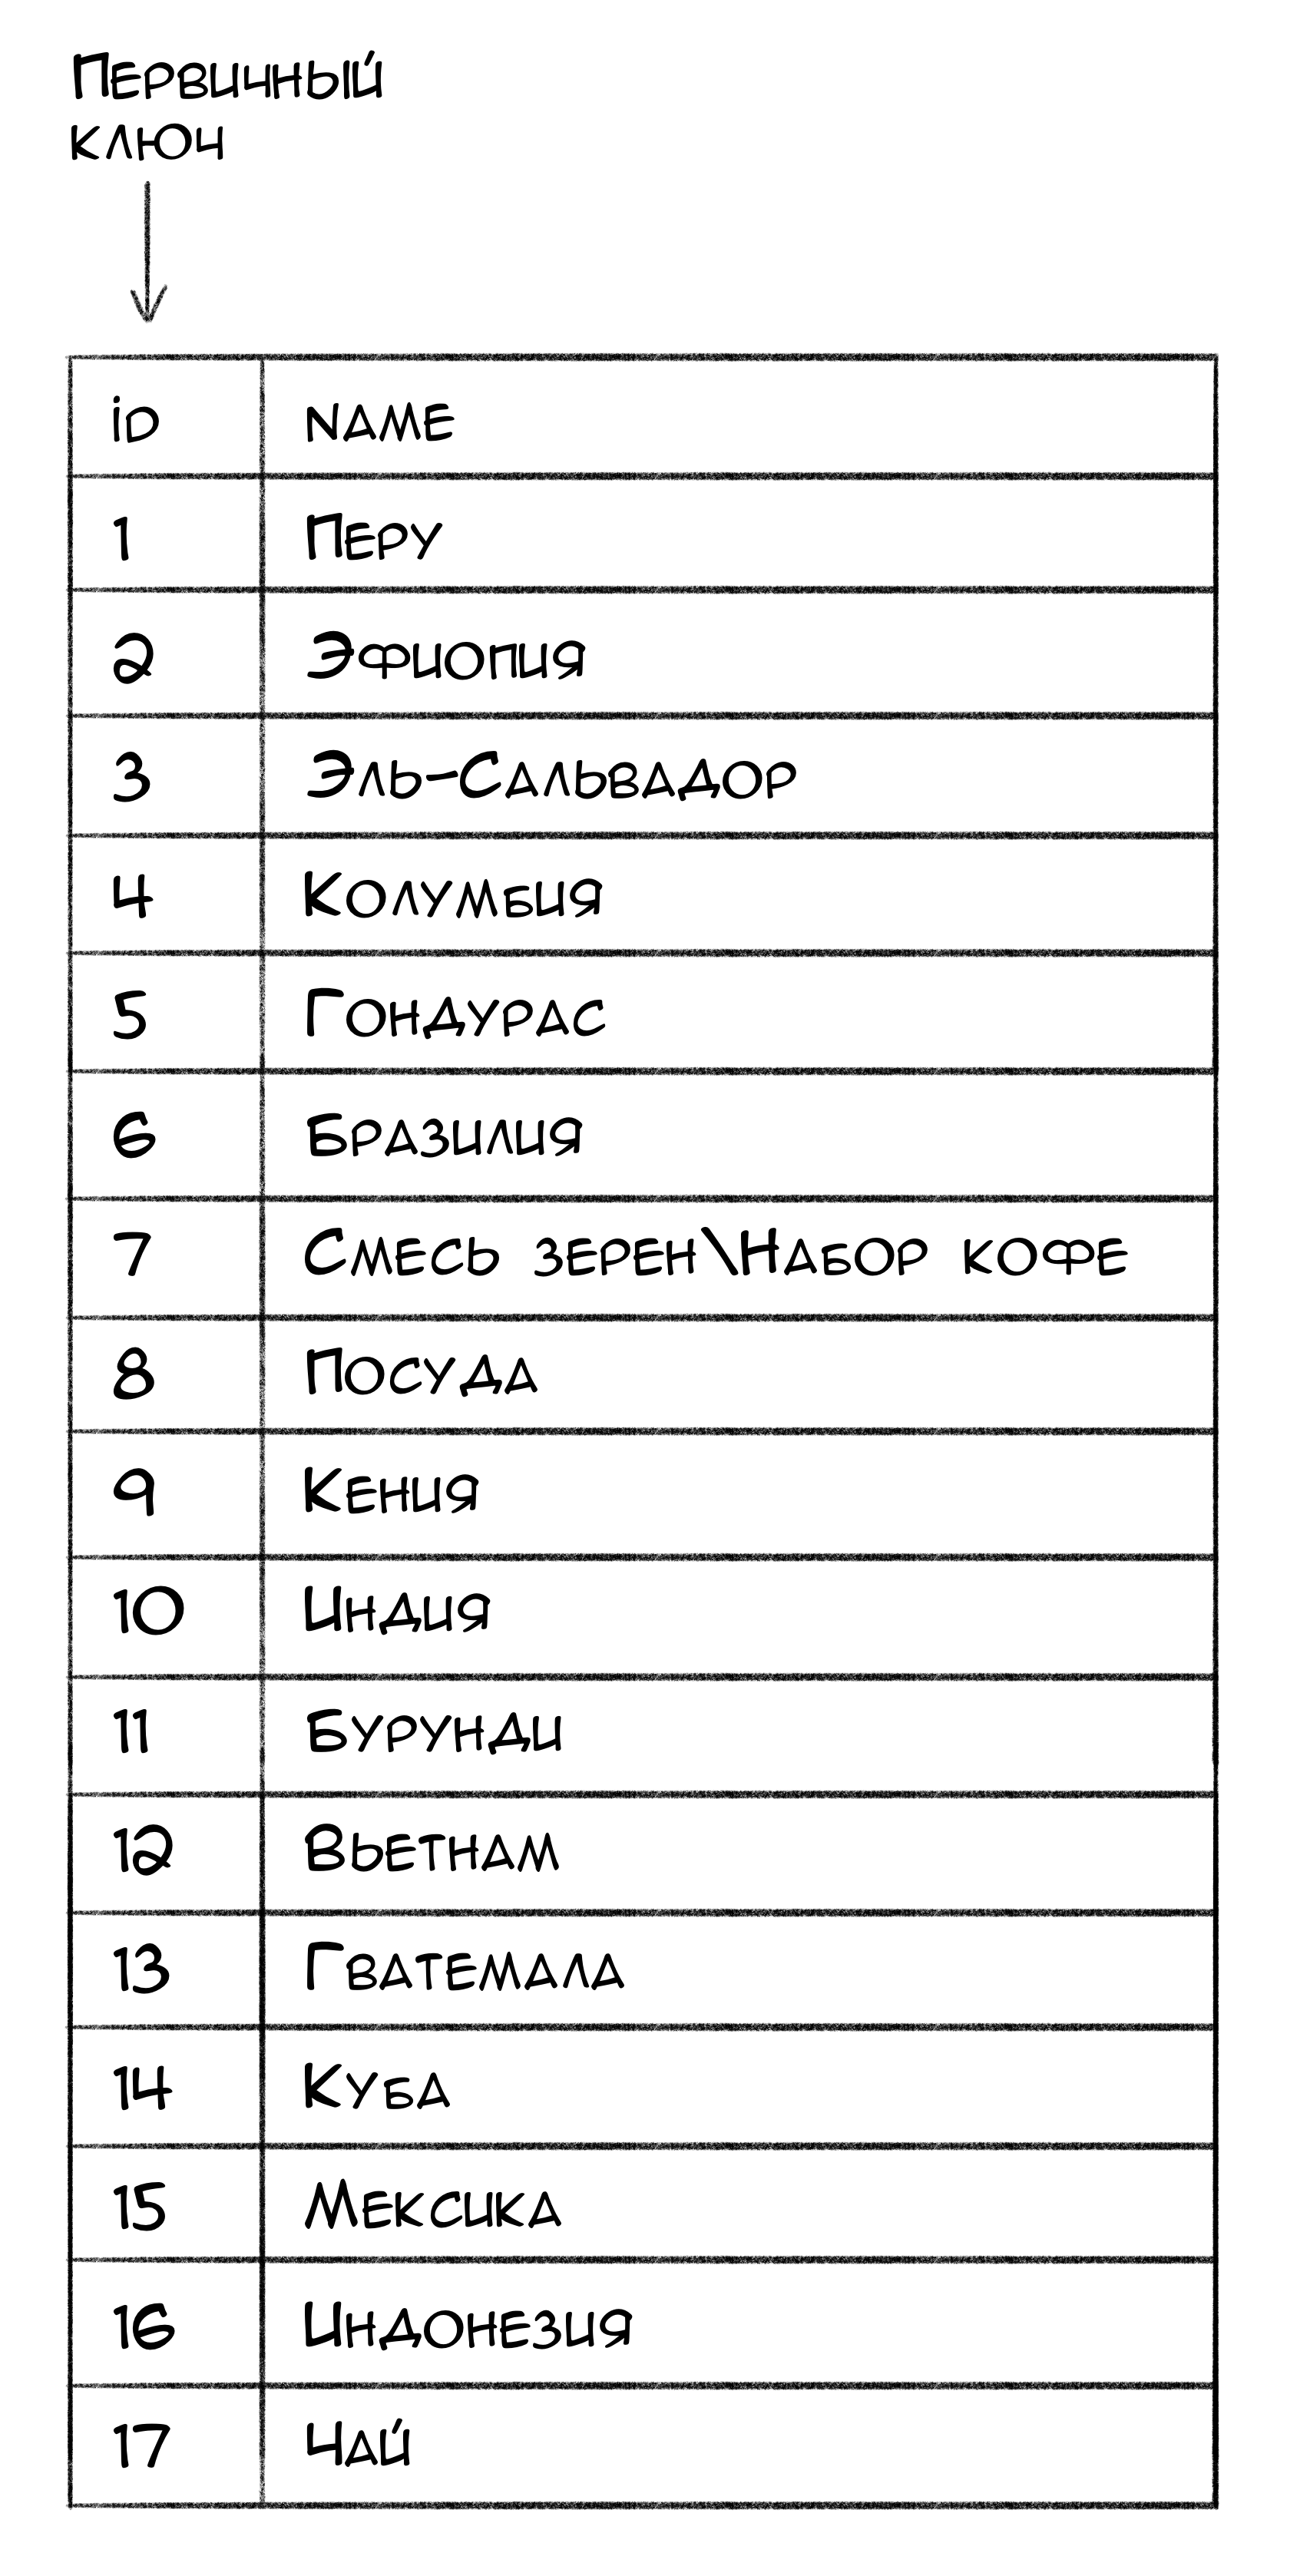 Первичный
ключ
id name
1 Перу
2 Эфиопия
3 Эль-Сальвадор
4 Колумбия
5 Гондурас
6 Бразилия
7 Смесь зерен\Набор кофе
8 Посуда
9 Кения
10 Индия
11 Бурунди
12 Вьетнам
13 Гватемала
14 Куба
15 Мексика
16 Индонезия
17 Чай